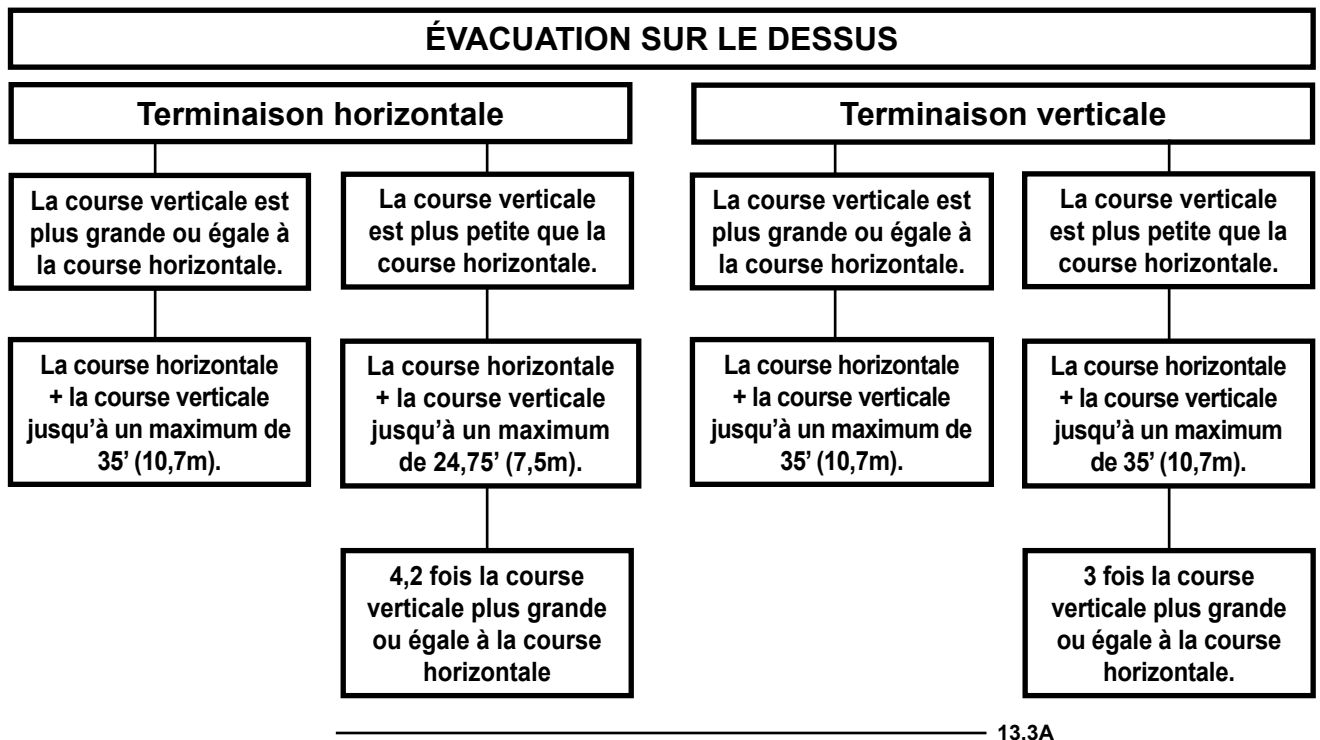 ÉVACUATION SUR LE DESSUS
Terminaison horizontale
La course verticale est
plus grande ou égale à
la course horizontale.
La course horizontale
+ la course verticale
jusqu’à un maximum de
35’ (10,7m).
La course verticale
est plus petite que la
course horizontale.
La course horizontale
+ la course verticale
jusqu’à un maximum
de 24,75’ (7,5m).
4,2 fois la course
verticale plus grande
ou égale à la course
horizontale
Terminaison verticale
La course verticale est
plus grande ou égale à
la course horizontale.
La course horizontale
+ la course verticale
jusqu’à un maximum de
35’ (10,7m).
La course verticale
est plus petite que la
course horizontale.
La course horizontale
+ la course verticale
jusqu’à un maximum
de 35’ (10,7m).
3 fois la course
verticale plus grande
ou égale à la course
horizontale.
13.3A